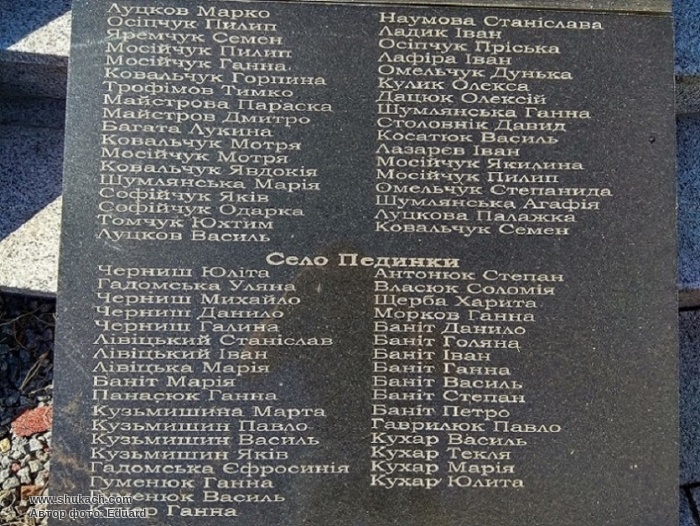 Луцков Марко
Осіпчук Пилип
Яремчук Семен
Мосійчук Пилип
Мосійчук Ганна
Ковальчук Горпина
Трофімов Тимко
Майстрова Параска
Майстров Дмитро
Багата Лукина
Ковальчук Мотря
Мосійчук Мотря
Ковальчук Явдокія
Шумлянська Марія
Софійчук Яків
Софійчук Одарка
Томчук Юхтим
Луцков Василь
Наумова Станіслава
Ладик Іван
Осіпчук Пріська
Лафіра Іван
Омельчук Дунька
Кулик Олекса
Дацюк Олексій
Шумлянська Ганна
Столовнік Давид
Косатюк Василь
Лазарєв Іван
Мосійчук Якилина
Мосійчук Пилип
Омельчук Степанида
Шумлянська Агафія
Луцкова Палажка
Ковальчук Семен
Село Пединки
Черниш Юліта
Гадомська Уляна
Черниш Михайло
Черниш Данило
Черниш Галина
Лівіцький Станіслав
Лівіцький Іван
Лівіцька Марія
Баніт Марія
Панасюк Ганна
Кузьмишина Марта
Кузьмишин Павло
Кузьмишин Василь
Кузьмишин Яків
Гадомська Єфросинія
Гуменюк Ганна
Василь
Ганна
Антонюк Степан
Власюк Соломія
Щерба Харита
Морков Ганна
Баніт Данило
Баніт Голяна
Баніт Іван
Баніт Ганна
Баніт Василь
Баніт Степан
Баніт Петро
Гаврилюк Павло
Кухар Василь
Кухар Текля
Кухар Марія
Кухар Юлита
www.shukach.com
Автор фото: Eduard